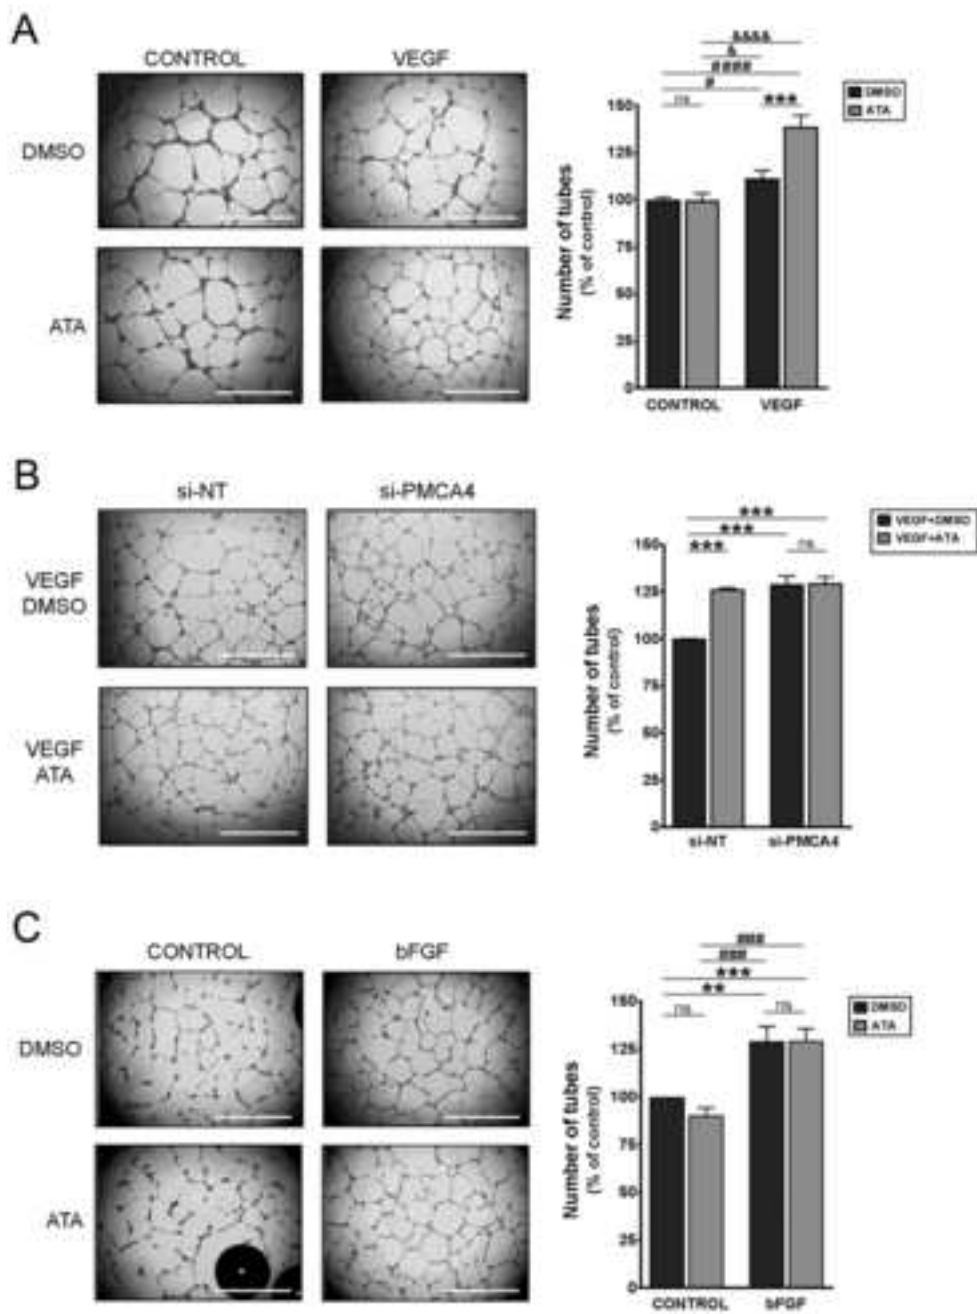 A
CONTROL VEGF
DMSO
ATA
&&&&
&
####
#
ns ***
DMSO
ATA
150
125
100
75
50
25
0
Number of tubes
(% of control)
CONTROL VEGF
B
si-NT si-PMCA4
VEGF
DMSO
VEGF
ATA
***
***
*** ns
VEGF+DMSO
VEGF+ATA
150
125
100
75
50
25
0
Number of tubes
(% of control)
si-NT si-PMCA4
C
CONTROL bFGF
DMSO
ATA
###
###
***
**
ns ns
DMSO
ATA
150
125
100
75
50
25
0
Number of tubes
(% of control)
CONTROL bFGF